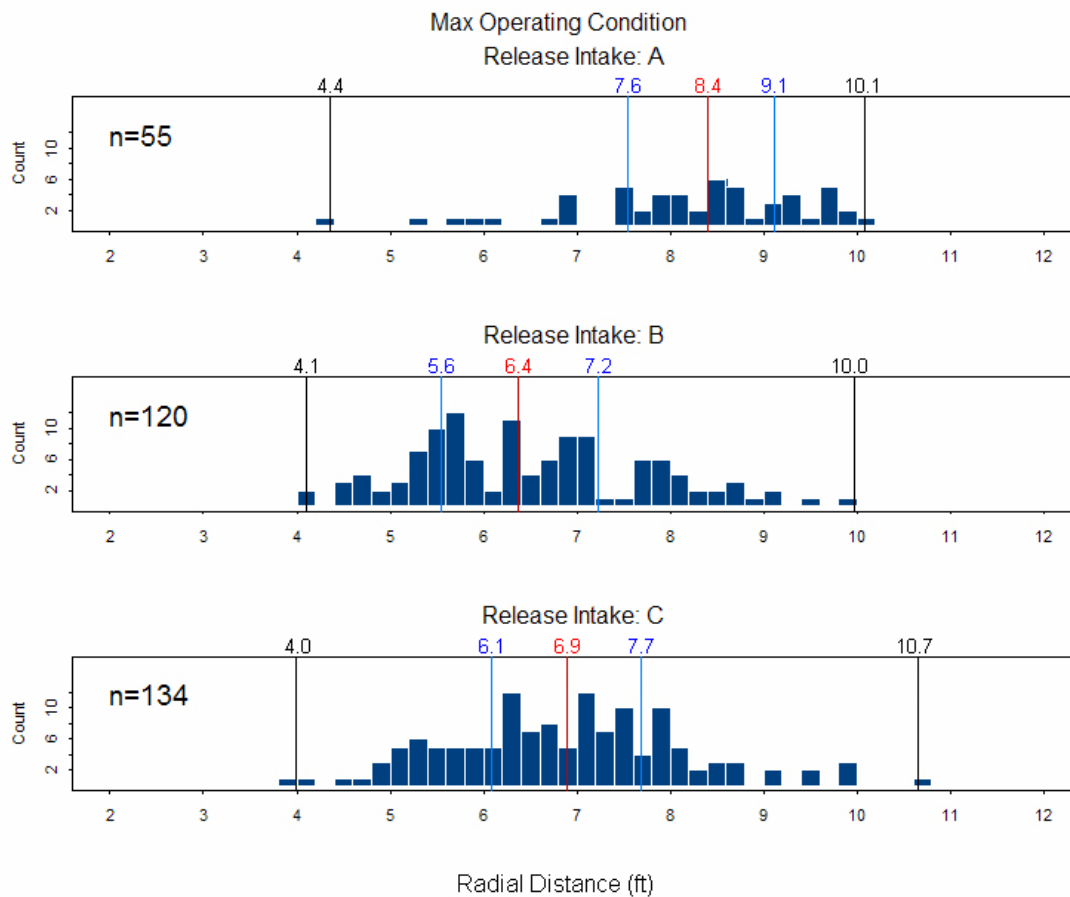 Max Operating Condition
Release Intake: A
4.4 7.6 8.4 9.1 10.1
n=55
Count
2 6 10
2 3 4 5 6 7 8 9 10 11 12
Release Intake: B
4.1 5.6 6.4 7.2 10.0
n=120
Count
2 6 10
2 3 4 5 6 7 8 9 10 11 12
Release Intake: C
4.0 6.1 6.9 7.7 10.7
n=134
Count
2 6 10
2 3 4 5 6 7 8 9 10 11 12
Radial Distance (ft)